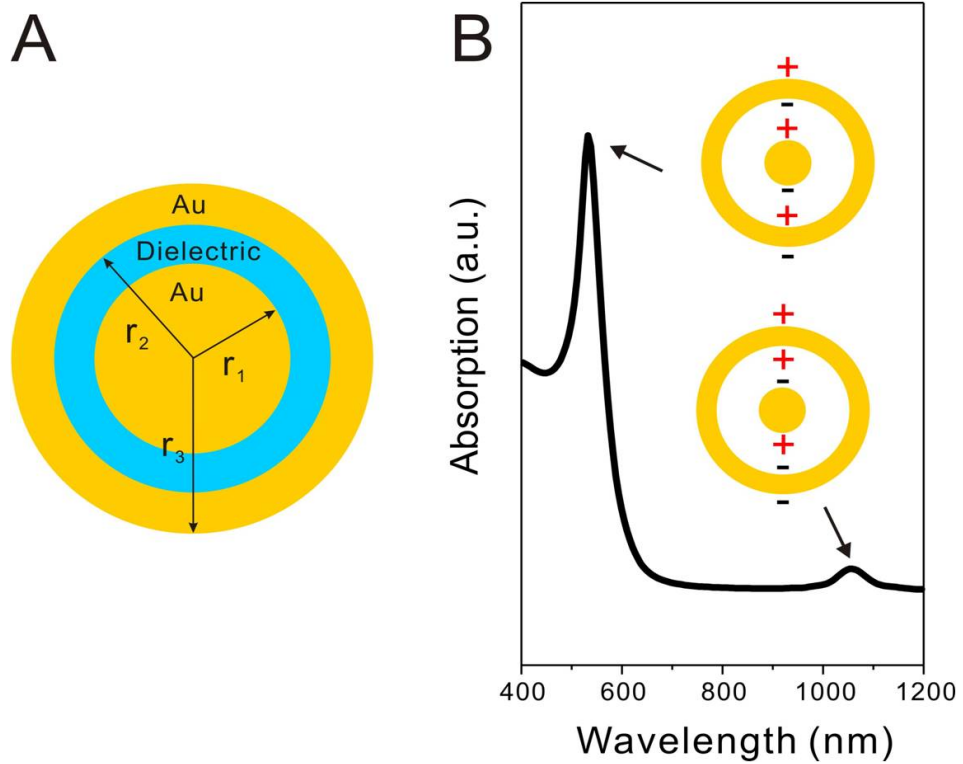 A
Au
Dielectric
Au
r₂
r₁
r₃
B
Absorption (a.u.)
+
-
+
-
+
-
+
+
-
+
-
-
400 600 800 1000 1200
Wavelength (nm)